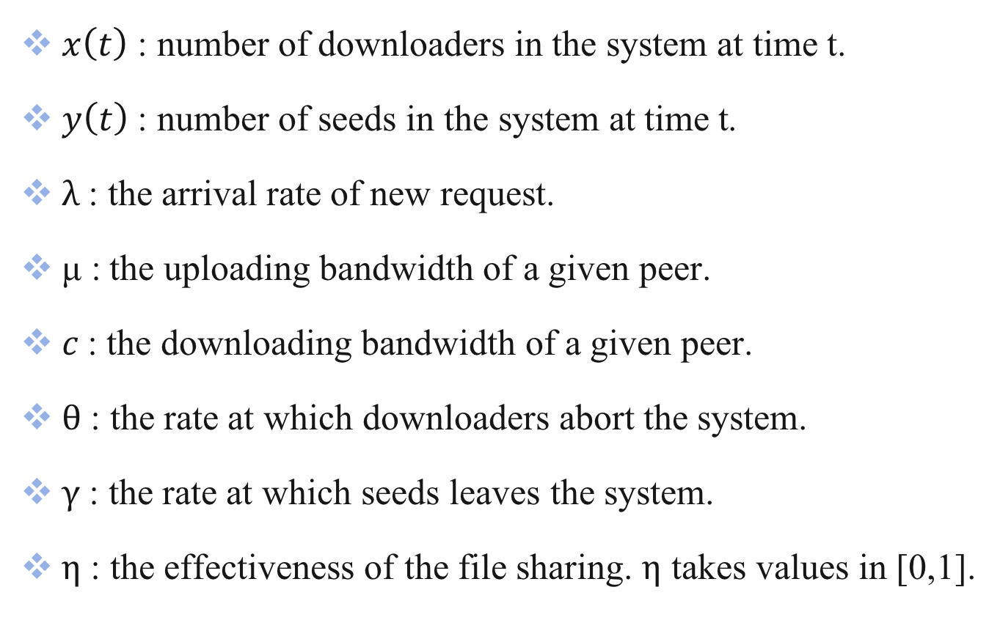 ❖ x(t) : number of downloaders in the system at time t.
❖ y(t) : number of seeds in the system at time t.
❖ λ : the arrival rate of new request.
❖ μ : the uploading bandwidth of a given peer.
❖ c : the downloading bandwidth of a given peer.
❖ θ : the rate at which downloaders abort the system.
❖ γ : the rate at which seeds leaves the system.
❖ η : the effectiveness of the file sharing. η takes values in [0,1].